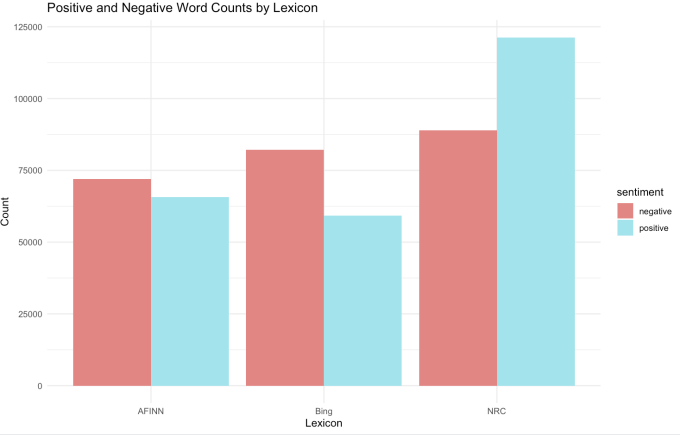 Positive and Negative Word Counts by Lexicon
125000
100000
75000
50000
25000
0
Count
AFINN
Bing
NRC
Lexicon
sentiment
negative
positive